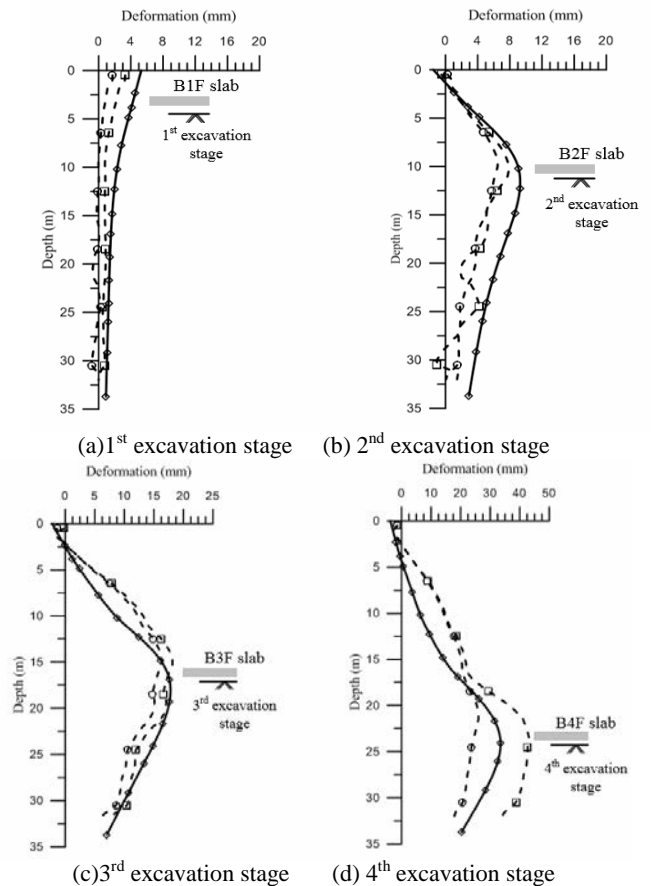 Deformation (mm)
0 4 8 12 16 20
0
5
10
15
20
25
30
35
Depth (m)
B1F slab
1st excavation
stage
Deformation (mm)
0 4 8 12 16 20
0
5
10
15
20
25
30
35
Depth (m)
B2F slab
2nd excavation
stage
(a)1st excavation stage (b) 2nd excavation stage
Deformation (mm)
0 5 10 15 20 25
0
5
10
15
20
25
30
35
Depth (m)
B3F slab
3rd excavation
stage
Deformation (mm)
0 10 20 30 40 50
0
5
10
15
20
25
30
35
Depth (m)
B4F slab
4th excavation
stage
(c)3rd excavation stage (d) 4th excavation stage